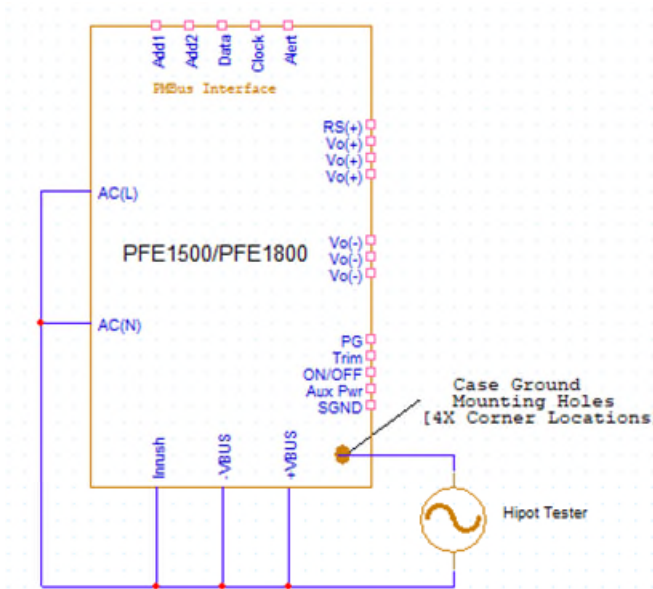 Add1
Add2
Data
Clock
Alert
PMBus Interface
RS(+)
Vo(+)
Vo(+)
Vo(+)
AC(L)
PFE1500/PFE1800
Vo(-)
Vo(-)
Vo(-)
AC(N)
PG
Trim
ON/OFF
Aux Pwr
SGND
Case Ground
Mounting Holes
[4X Corner Locations
Inrush
-VBUS
+VBUS
Hipot Tester